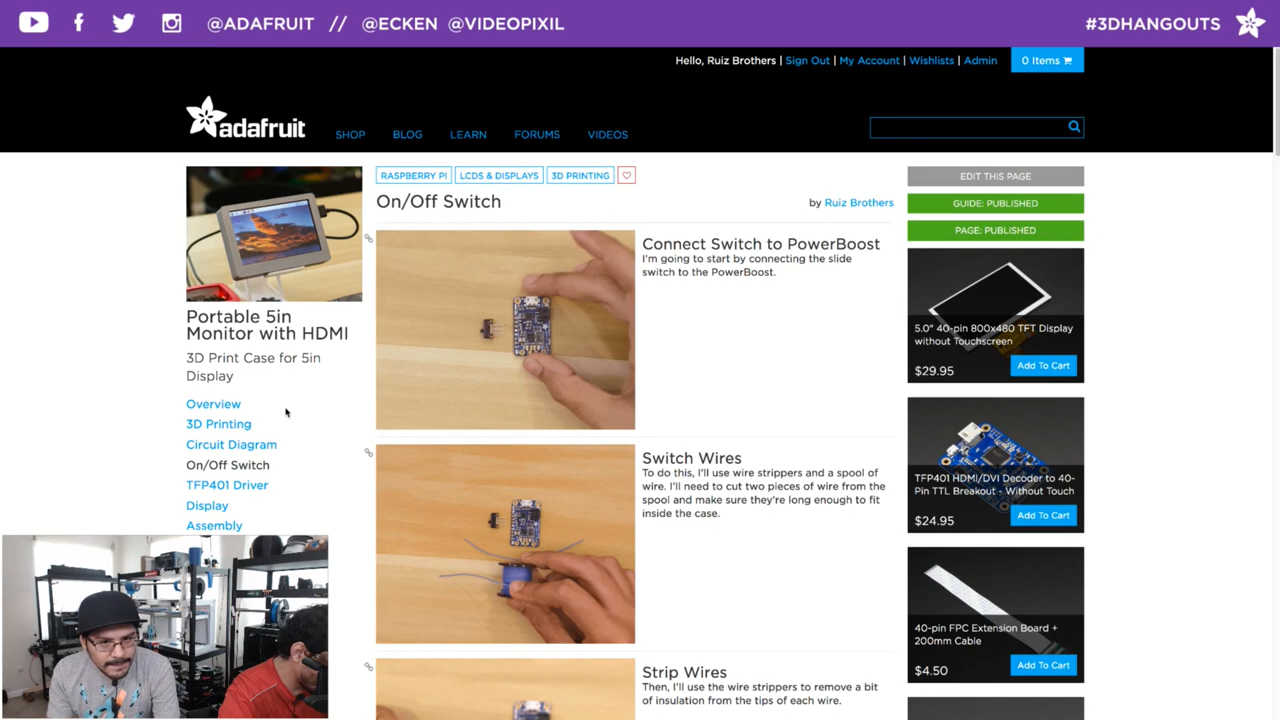 @ADAFRUIT // @ECKEN @VIDEOPIXIL
#3DHANGOUTS
Hello, Ruiz Brothers | Sign Out | My Account | Wishlists | Admin
0 Items
adafruit
SHOP BLOG LEARN FORUMS VIDEOS
RASPBERRY PI LCDS & DISPLAYS 3D PRINTING
On/Off Switch
by Ruiz Brothers
Portable 5in
Monitor with HDMI
3D Print Case for 5in
Display
Overview
3D Printing
Circuit Diagram
On/Off Switch
TFP401 Driver
Display
Assembly
Connect Switch to PowerBoost
I'm going to start by connecting the slide
switch to the PowerBoost.
Switch Wires
To do this, I'll use wire strippers and a spool of
wire. I'll need to cut two pieces of wire from the
spool and make sure they're long enough to fit
inside the case.
Strip Wires
Then, I'll use the wire strippers to remove a bit
of insulation from the tips of each wire.
EDIT THIS PAGE
GUIDE: PUBLISHED
PAGE: PUBLISHED
5.0" 40-pin 800x480 TFT Display
without Touchscreen
$29.95
Add To Cart
TFP401 HDMI/DVI Decoder to 40-
Pin TTL Breakout - Without Touch
$24.95
Add To Cart
40-pin FPC Extension Board +
200mm Cable
$4.50
Add To Cart